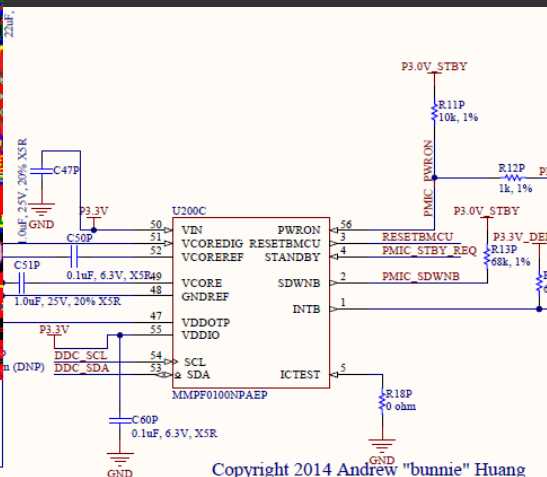 22uF,
P3.0V_STBY
R11P
10k, 1%
PMIC_PWRON
R12P
1k, 1%
1.0uF, 25V, 20% X5R
C47P
GND
P3.3V
U200C
P3.0V_STBY
P3.3V_DE
50 VIN PWRON 56
51 VCOREDIG RESETBMCU 3 RESETBMCU
52 VCOREREF STANDBY 4 PMIC_STBY_REQ
C50P
0.1uF, 6.3V, X5R
R13P
68k, 1%
C51P
1.0uF, 25V, 20% X5R
49 VCORE SDWNB 2 PMIC_SDWNB
48 GNDREF
INTB 1
47 VDDOTP
P3.3V
55 VDDIO
DDC_SCL 54 SCL
(DNP) DDC_SDA 53 SDA ICTEST 5
MMPF0100NPAEP
R18P
0 ohm
C60P
0.1uF, 6.3V, X5R
GND
GND
Copyright 2014 Andrew "bunnie" Huang